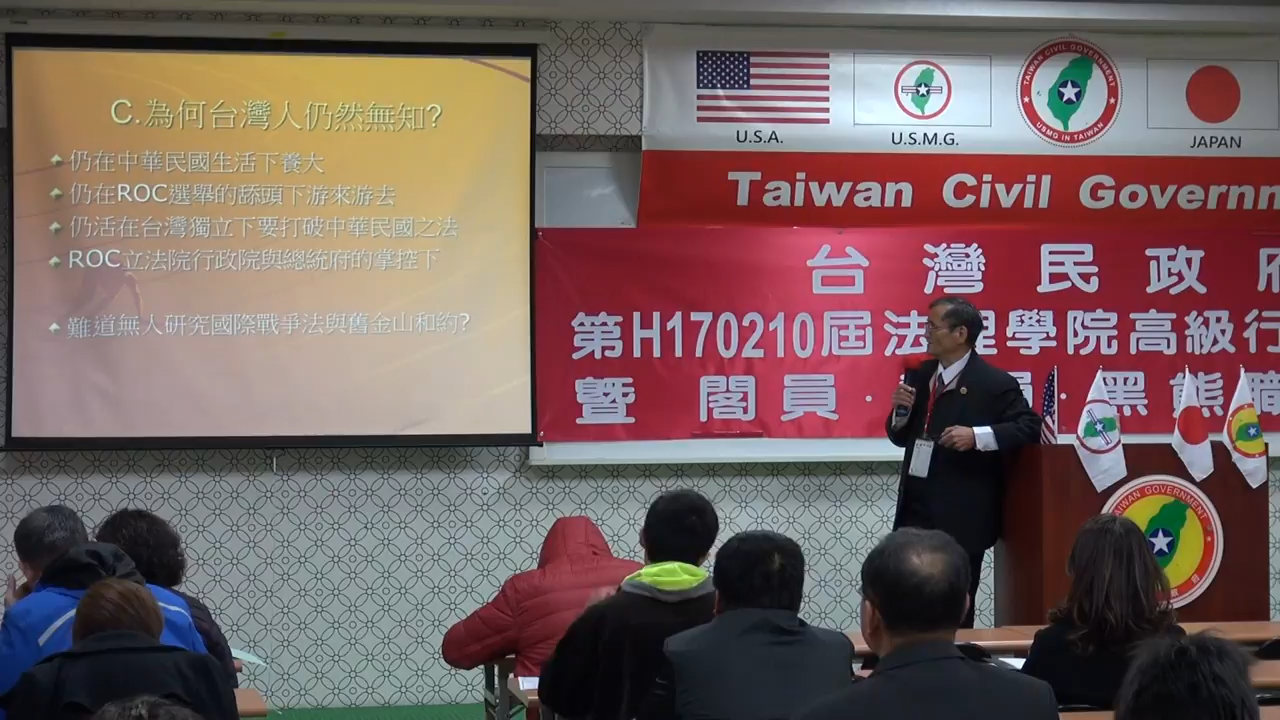 C.為何台灣人仍然無知?
仍在中華民國生活下養大
仍在ROC選舉的舔頭下游來游去
仍活在台灣獨立下要打破中華民國之法
ROC立法院行政院與總統府的掌控下
難道無人研究國際戰爭法與舊金山和約?
U.S.A.
U.S.M.G.
TAIWAN CIVIL GOVERNMENT
USMG IN TAIWAN
JAPAN
Taiwan Civil Governm
台灣民政府
第H170210屆法理學院高級行
暨 閣員· 員·黑熊職
TAIWAN GOVERNMENT